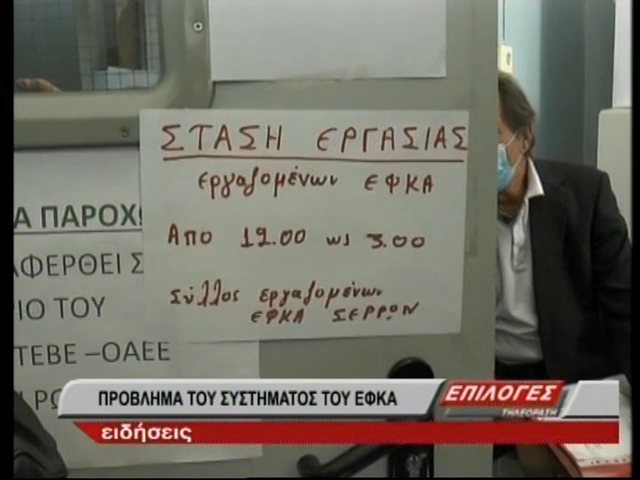 ΣΤΑΣΗ ΕΡΓΑΣΙΑΣ
εργαζομένων ΕΦΚΑ
Απο 12.00 ως 3.00
Σύλλος εργαζομένων
ΕΦΚΑ ΣΕΡΡΩΝ
Α ΠΑΡΟΧ
ΑΦΕΡΘΕΙ Σ
ΙΟ ΤΟΥ
ΤΕΒΕ –ΟΑΕΕ
ΠΡΟΒΛΗΜΑ ΤΟΥ ΣΥΣΤΗΜΑΤΟΣ ΤΟΥ ΕΦΚΑ
ΕΠΙΛΟΓΕΣ
ΤΗΛΕΟΡΑΣΗ
ειδήσεις